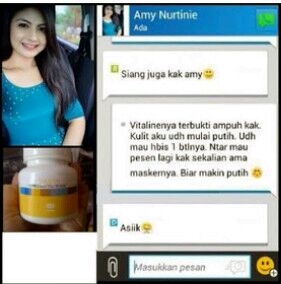 Amy Nurtinie
Ada
Siang juga kak amy
Vitalinenya terbukti ampuh kak.
Kulit aku udh mulai putih. Udh
mau hbis 1 btlnya. Ntar mau
pesen lagi kak sekalian ama
maskernya. Biar makin putih
Asiik
Masukkan pesan